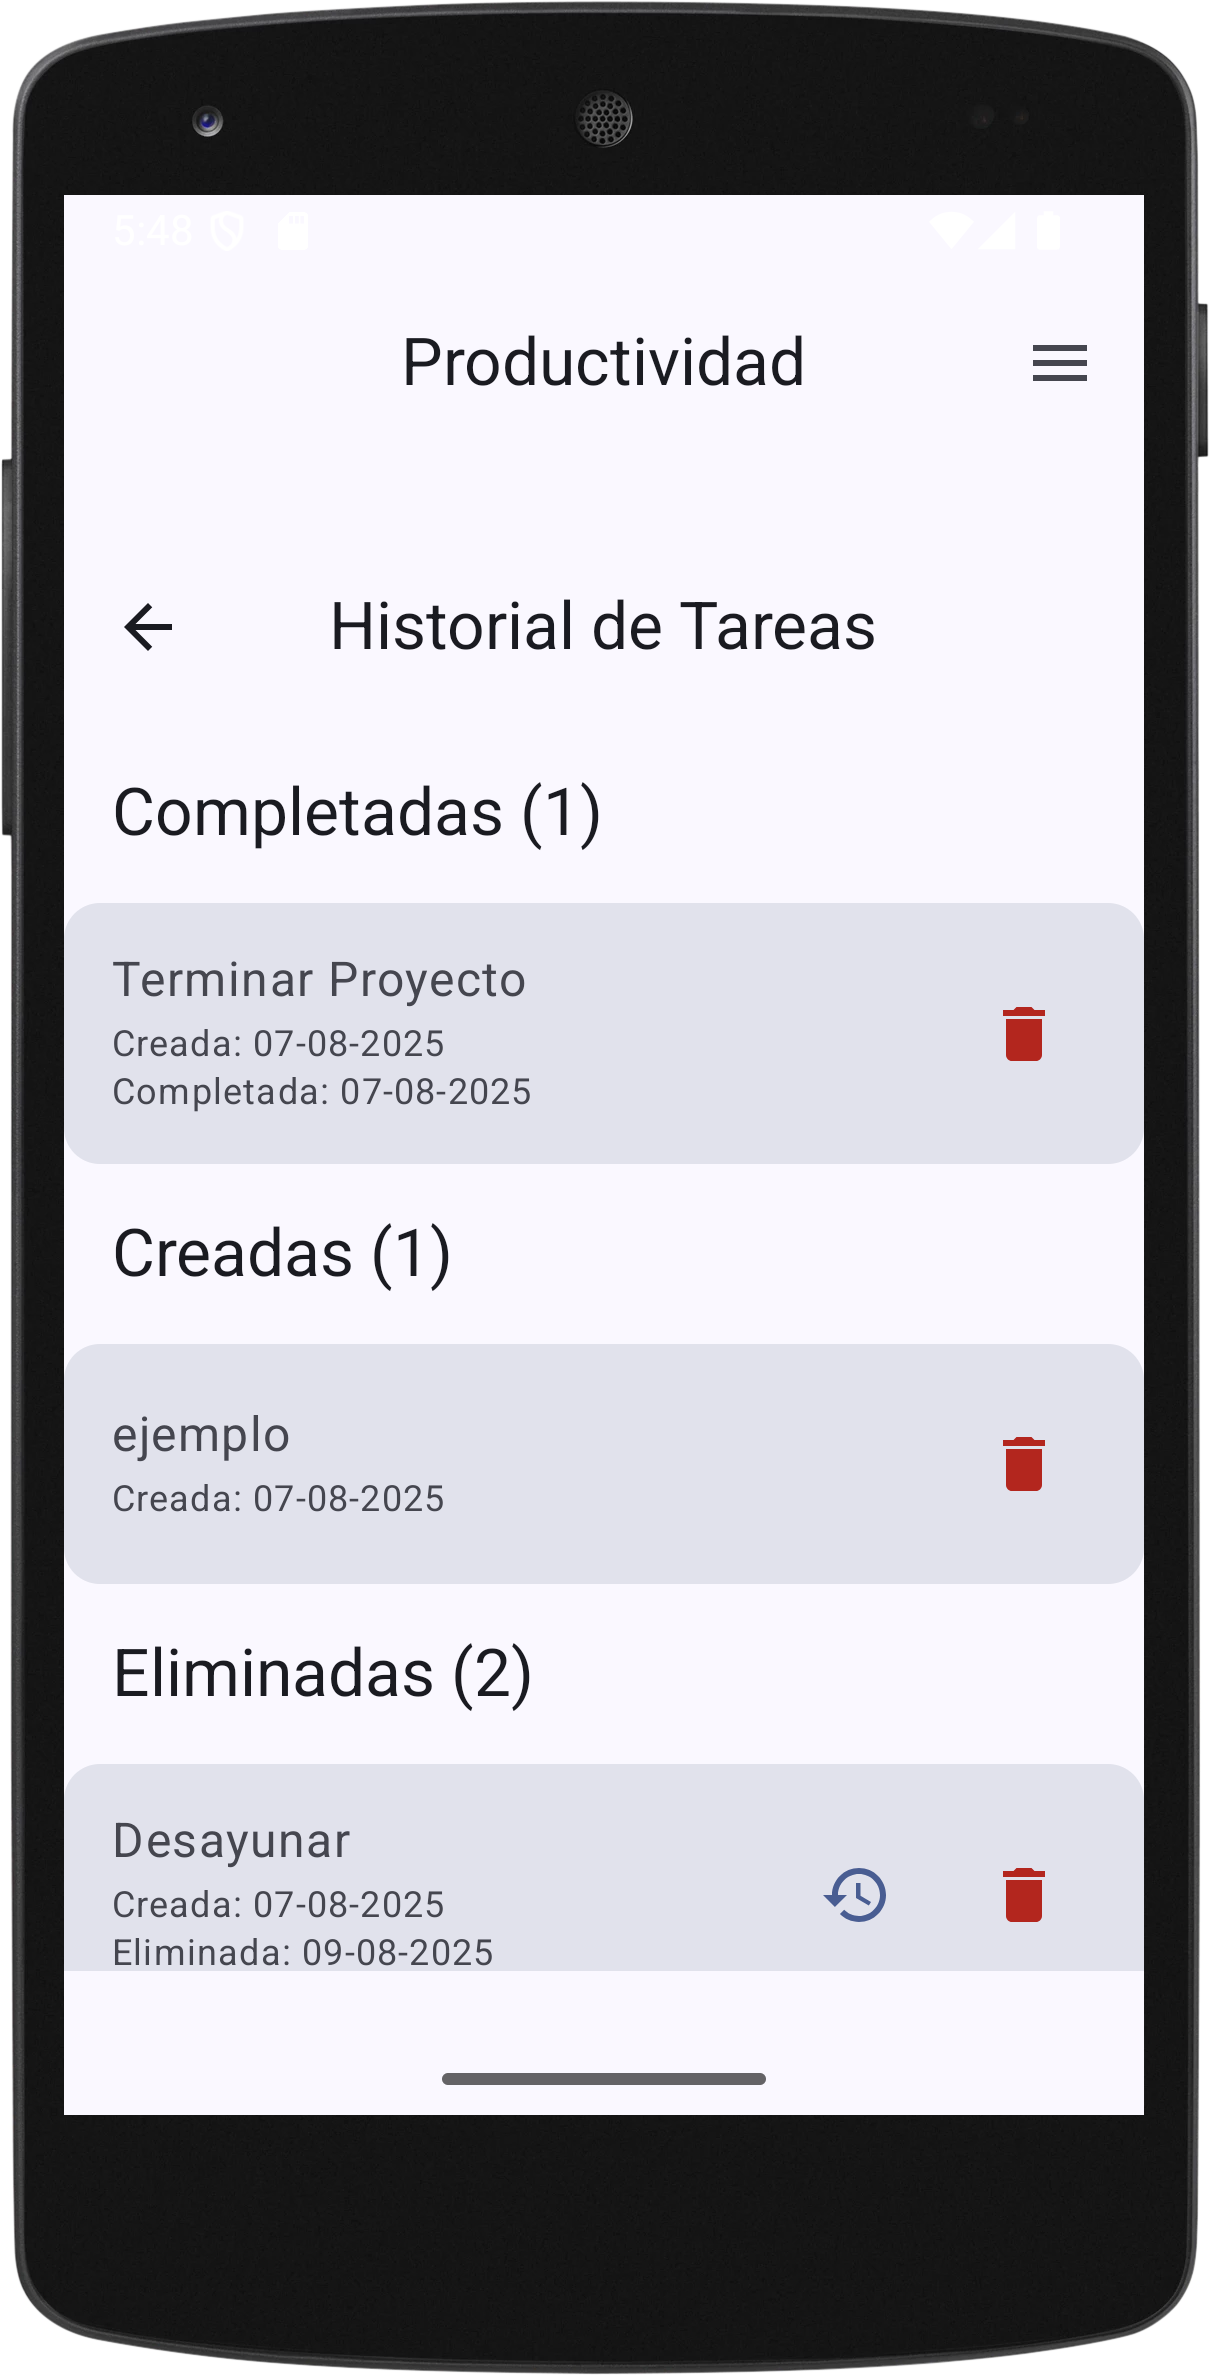 5:48
Productividad
Historial de Tareas
Completadas (1)
Terminar Proyecto
Creada: 07-08-2025
Completada: 07-08-2025
Creadas (1)
ejemplo
Creada: 07-08-2025
Eliminadas (2)
Desayunar
Creada: 07-08-2025
Eliminada: 09-08-2025